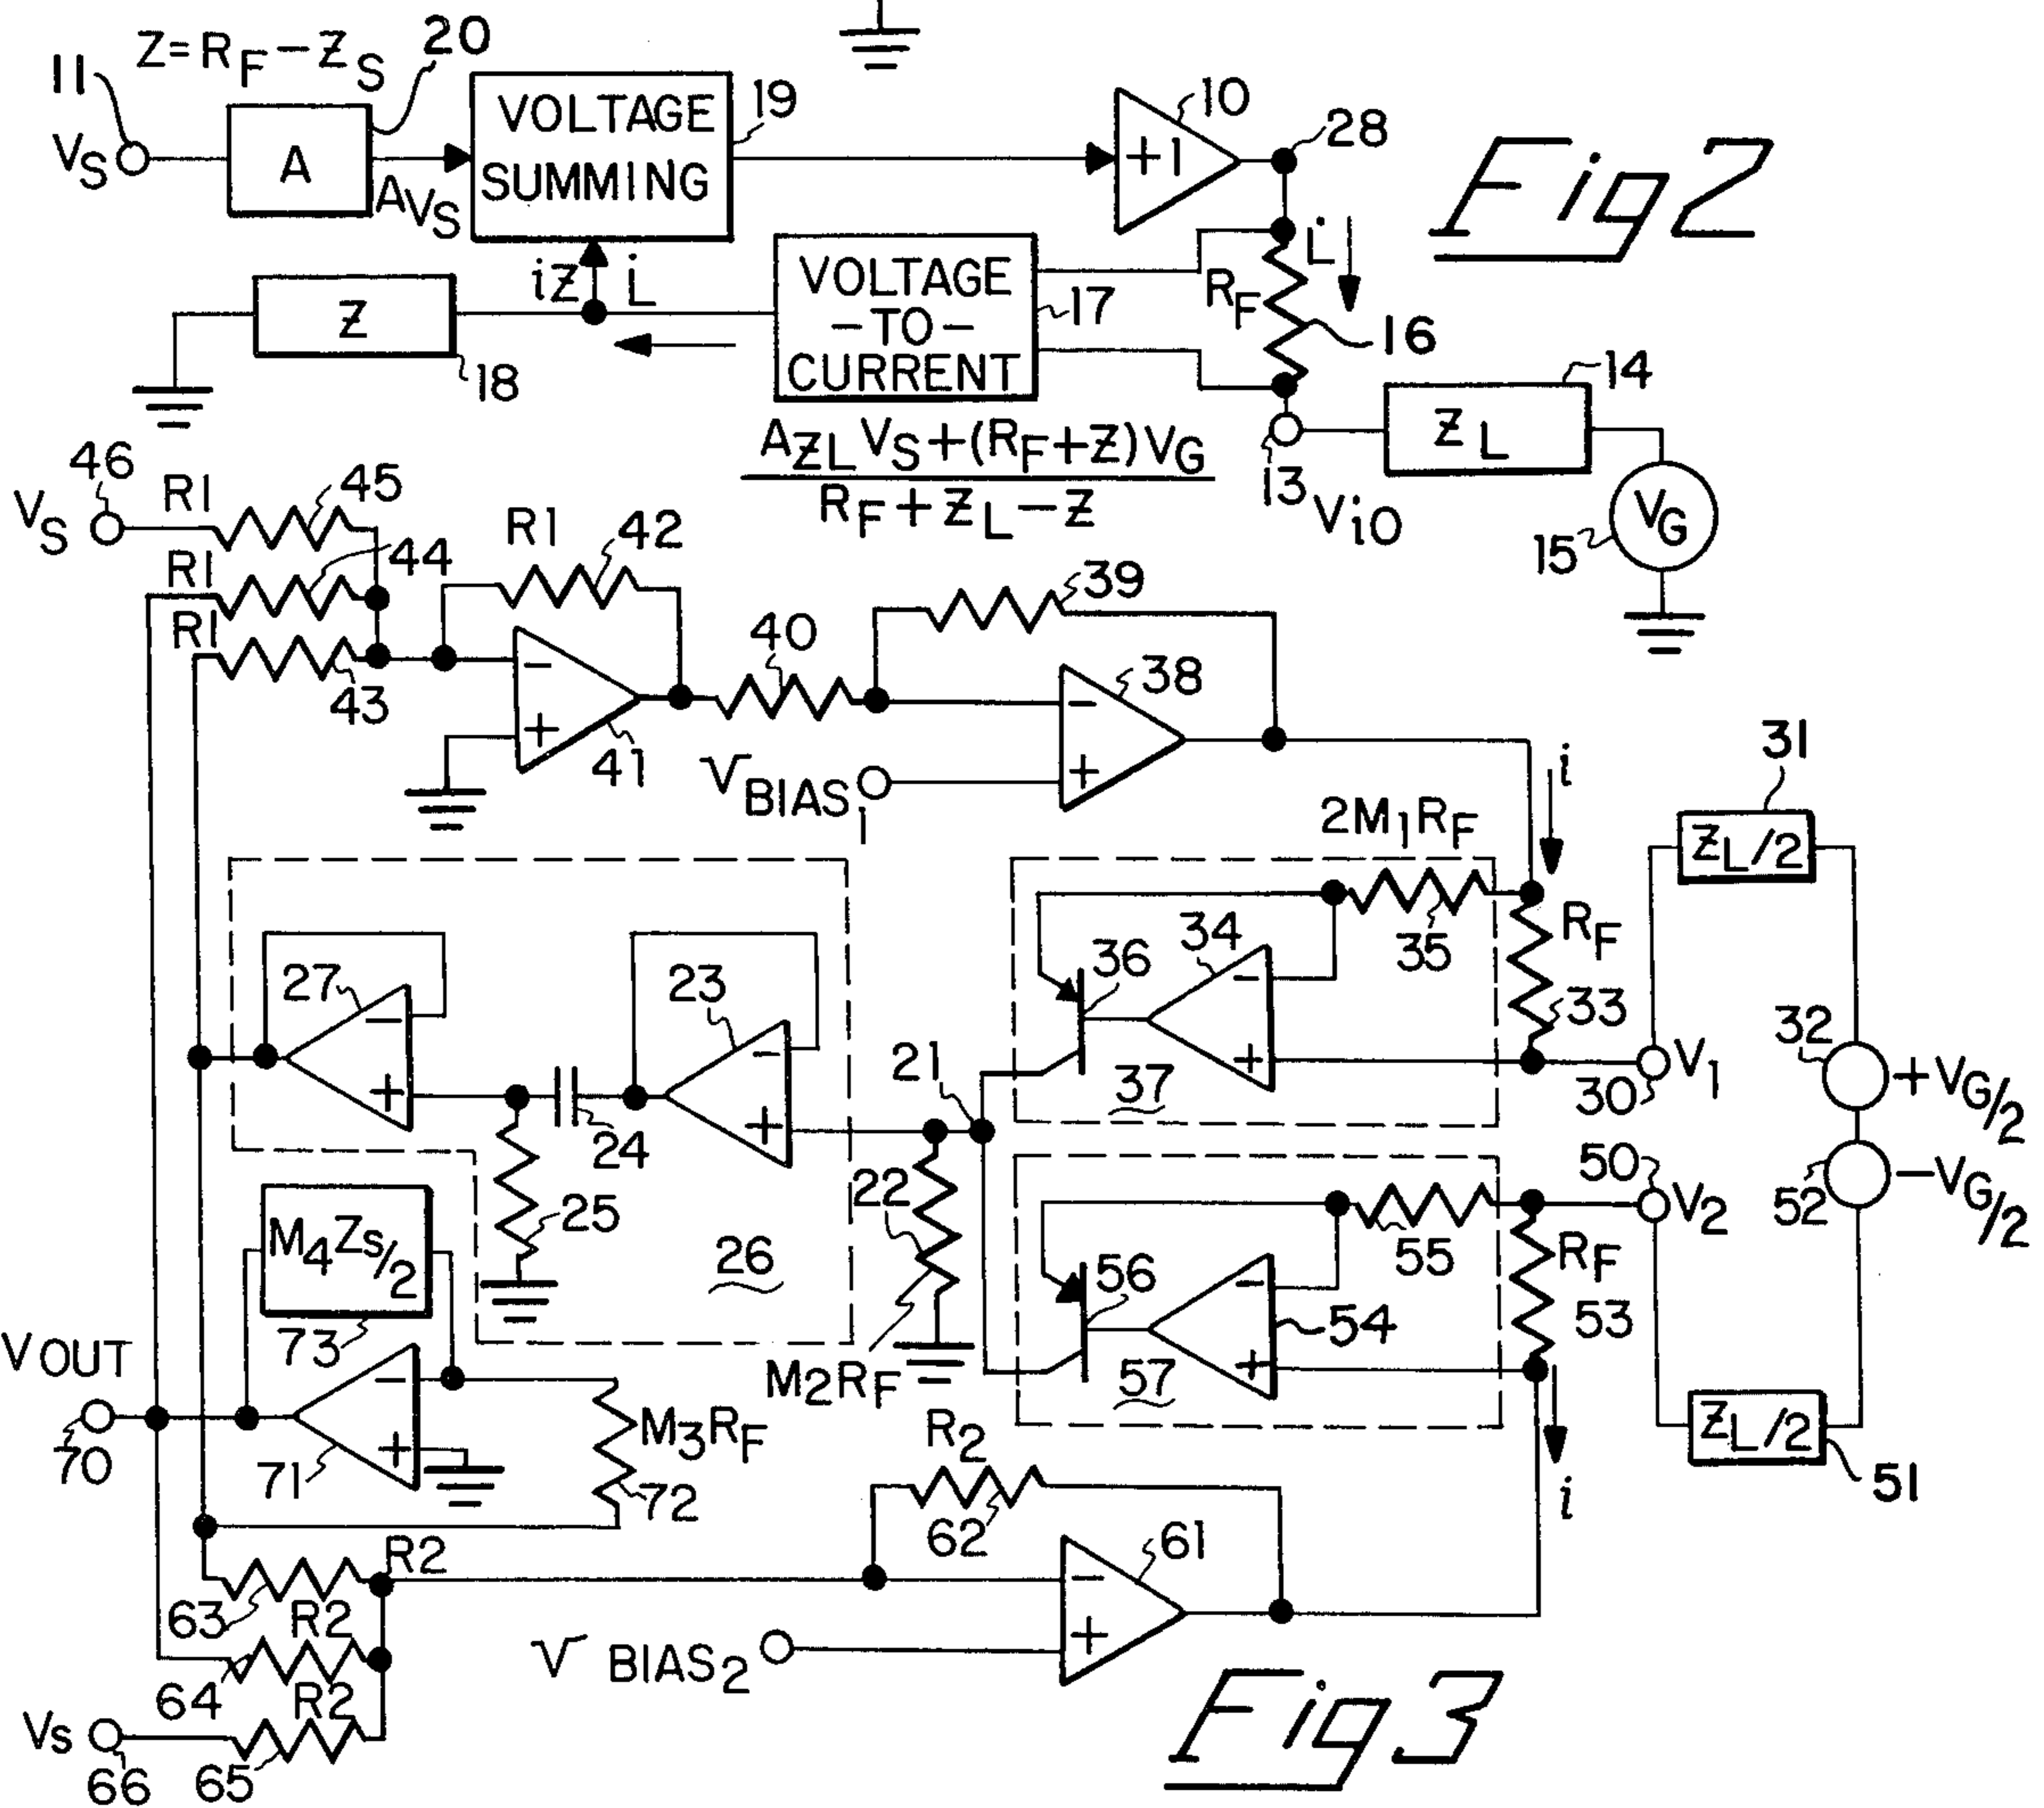 Z=RF-ZS
20
11
VS
A
AVS
VOLTAGE
SUMMING
19
10
+1
28
Fig 2
iZ
i
VOLTAGE
-TO-
CURRENT
17
RF
i
16
Z
18
14
ZL
13
Vi0
VG
15
AZLVS+(RF+Z)VG
RF+ZL-Z
46
VS
R1
45
R1
44
R1
43
R1
42
-
+
41
40
39
-
+
38
VBIAS1
i
31
ZL/2
2M1RF
35
34
-
+
36
37
RF
33
V1
30
32
+VG/2
27
-
+
23
-
+
24
25
26
21
22
M2RF
50
V2
52
-VG/2
55
56
-
+
54
57
RF
53
i
ZL/2
51
M4ZS/2
73
VOUT
70
-
+
71
M3RF
72
R2
62
-
+
61
R2
63
R2
64
R2
65
VS
66
VBIAS2
Fig 3